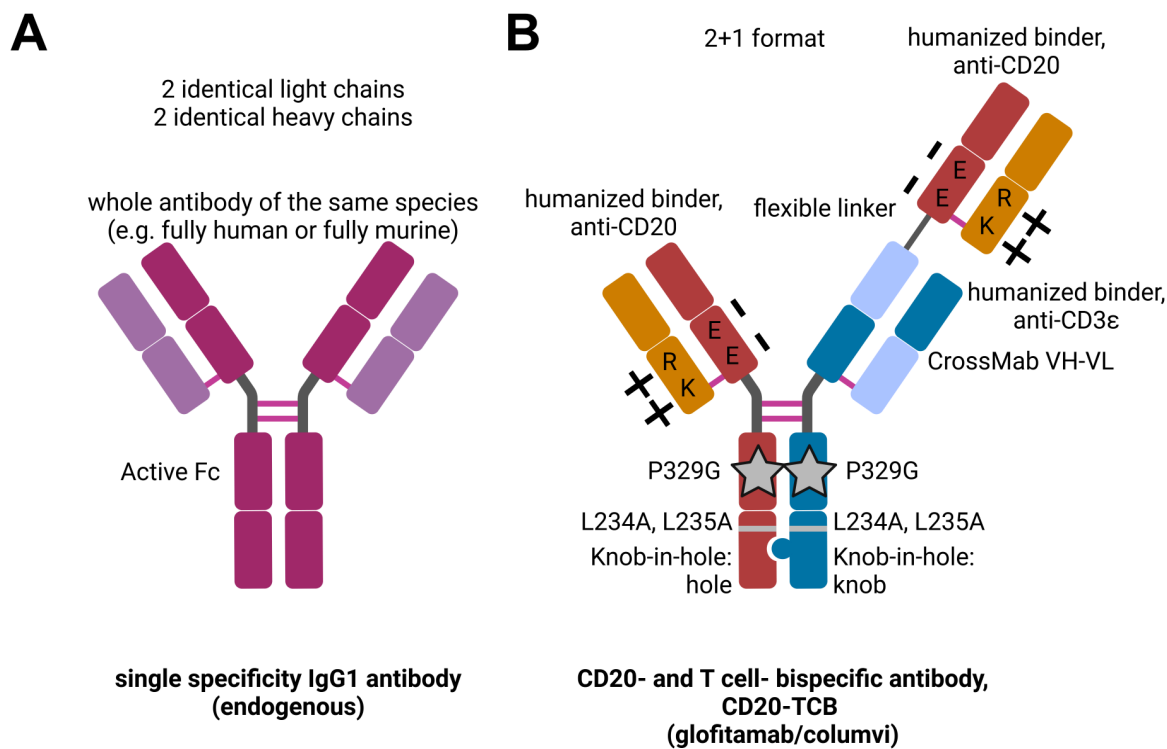 A
2 identical light chains
2 identical heavy chains
whole antibody of the same species
(e.g. fully human or fully murine)
Active Fc
single specificity IgG1 antibody
(endogenous)
B
2+1 format
humanized binder,
anti-CD20
humanized binder,
anti-CD20
flexible linker
E
E
R
K
E
E
R
K
humanized binder,
anti-CD3ε
CrossMab VH-VL
P329G
P329G
L234A, L235A
L234A, L235A
Knob-in-hole:
hole
Knob-in-hole:
knob
CD20- and T cell- bispecific antibody,
CD20-TCB
(glofitamab/columvi)